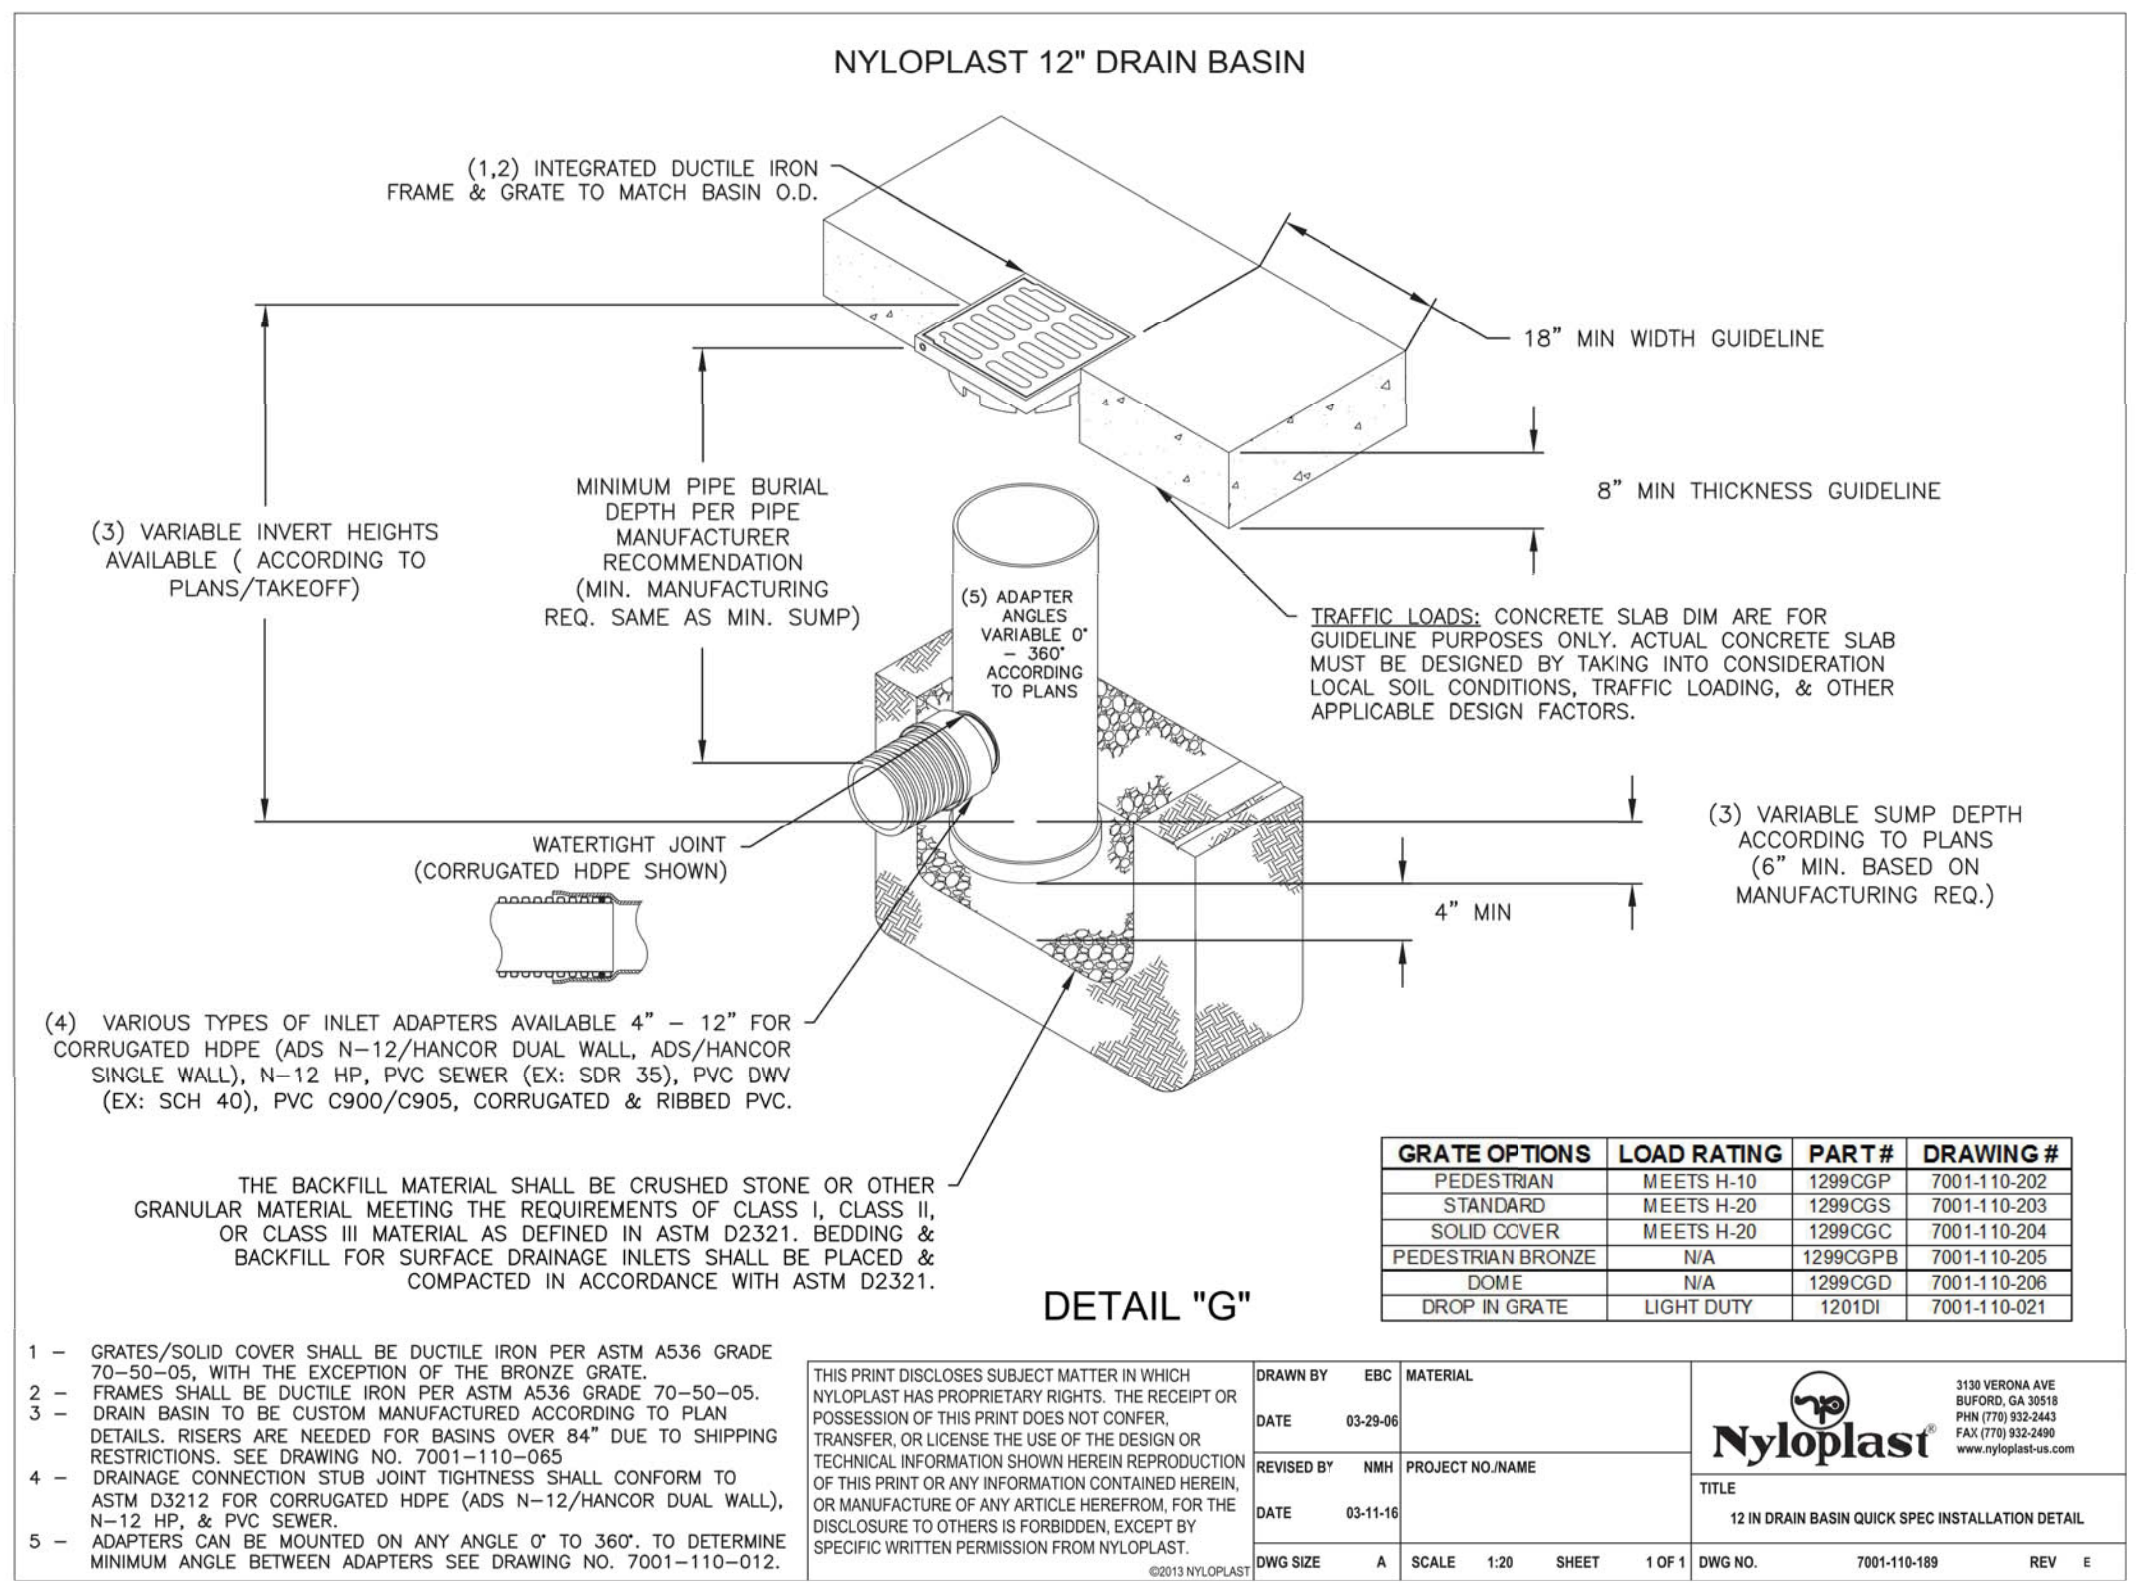 NYLOPLAST 12" DRAIN BASIN
(1,2) INTEGRATED DUCTILE IRON
FRAME & GRATE TO MATCH BASIN O.D.
18” MIN WIDTH GUIDELINE
8” MIN THICKNESS GUIDELINE
MINIMUM PIPE BURIAL
DEPTH PER PIPE
MANUFACTURER
RECOMMENDATION
(MIN. MANUFACTURING
REQ. SAME AS MIN. SUMP)
(3) VARIABLE INVERT HEIGHTS
AVAILABLE ( ACCORDING TO
PLANS/TAKEOFF)
(5) ADAPTER
ANGLES
VARIABLE 0°
– 360°
ACCORDING
TO PLANS
TRAFFIC LOADS: CONCRETE SLAB DIM ARE FOR
GUIDELINE PURPOSES ONLY. ACTUAL CONCRETE SLAB
MUST BE DESIGNED BY TAKING INTO CONSIDERATION
LOCAL SOIL CONDITIONS, TRAFFIC LOADING, & OTHER
APPLICABLE DESIGN FACTORS.
(3) VARIABLE SUMP DEPTH
ACCORDING TO PLANS
(6” MIN. BASED ON
MANUFACTURING REQ.)
4” MIN
WATERTIGHT JOINT
(CORRUGATED HDPE SHOWN)
(4) VARIOUS TYPES OF INLET ADAPTERS AVAILABLE 4” – 12” FOR
CORRUGATED HDPE (ADS N–12/HANCOR DUAL WALL, ADS/HANCOR
SINGLE WALL), N–12 HP, PVC SEWER (EX: SDR 35), PVC DWV
(EX: SCH 40), PVC C900/C905, CORRUGATED & RIBBED PVC.
THE BACKFILL MATERIAL SHALL BE CRUSHED STONE OR OTHER
GRANULAR MATERIAL MEETING THE REQUIREMENTS OF CLASS I, CLASS II,
OR CLASS III MATERIAL AS DEFINED IN ASTM D2321. BEDDING &
BACKFILL FOR SURFACE DRAINAGE INLETS SHALL BE PLACED &
COMPACTED IN ACCORDANCE WITH ASTM D2321.
DETAIL "G"
GRATE OPTIONS LOAD RATING PART# DRAWING #
PEDESTRIAN MEETS H-10 1299CGP 7001-110-202
STANDARD MEETS H-20 1299CGS 7001-110-203
SOLID COVER MEETS H-20 1299CGC 7001-110-204
PEDESTRIAN BRONZE N/A 1299CGPB 7001-110-205
DOME N/A 1299CGD 7001-110-206
DROP IN GRATE LIGHT DUTY 1201DI 7001-110-021
1 – GRATES/SOLID COVER SHALL BE DUCTILE IRON PER ASTM A536 GRADE
70–50–05, WITH THE EXCEPTION OF THE BRONZE GRATE.
2 – FRAMES SHALL BE DUCTILE IRON PER ASTM A536 GRADE 70–50–05.
3 – DRAIN BASIN TO BE CUSTOM MANUFACTURED ACCORDING TO PLAN
DETAILS. RISERS ARE NEEDED FOR BASINS OVER 84” DUE TO SHIPPING
RESTRICTIONS. SEE DRAWING NO. 7001–110–065
4 – DRAINAGE CONNECTION STUB JOINT TIGHTNESS SHALL CONFORM TO
ASTM D3212 FOR CORRUGATED HDPE (ADS N–12/HANCOR DUAL WALL),
N–12 HP, & PVC SEWER.
5 – ADAPTERS CAN BE MOUNTED ON ANY ANGLE 0° TO 360°. TO DETERMINE
MINIMUM ANGLE BETWEEN ADAPTERS SEE DRAWING NO. 7001–110–012.
THIS PRINT DISCLOSES SUBJECT MATTER IN WHICH
NYLOPLAST HAS PROPRIETARY RIGHTS. THE RECEIPT OR
POSSESSION OF THIS PRINT DOES NOT CONFER,
TRANSFER, OR LICENSE THE USE OF THE DESIGN OR
TECHNICAL INFORMATION SHOWN HEREIN REPRODUCTION
OF THIS PRINT OR ANY INFORMATION CONTAINED HEREIN,
OR MANUFACTURE OF ANY ARTICLE HEREFROM, FOR THE
DISCLOSURE TO OTHERS IS FORBIDDEN, EXCEPT BY
SPECIFIC WRITTEN PERMISSION FROM NYLOPLAST.
©2013 NYLOPLAST
DRAWN BY EBC
DATE 03-29-06
REVISED BY NMH
DATE 03-11-16
DWG SIZE A
MATERIAL
PROJECT NO./NAME
SCALE 1:20 SHEET 1 OF 1
Nyloplast®
3130 VERONA AVE
BUFORD, GA 30518
PHN (770) 932-2443
FAX (770) 932-2490
www.nyloplast-us.com
TITLE
12 IN DRAIN BASIN QUICK SPEC INSTALLATION DETAIL
DWG NO. 7001-110-189 REV E